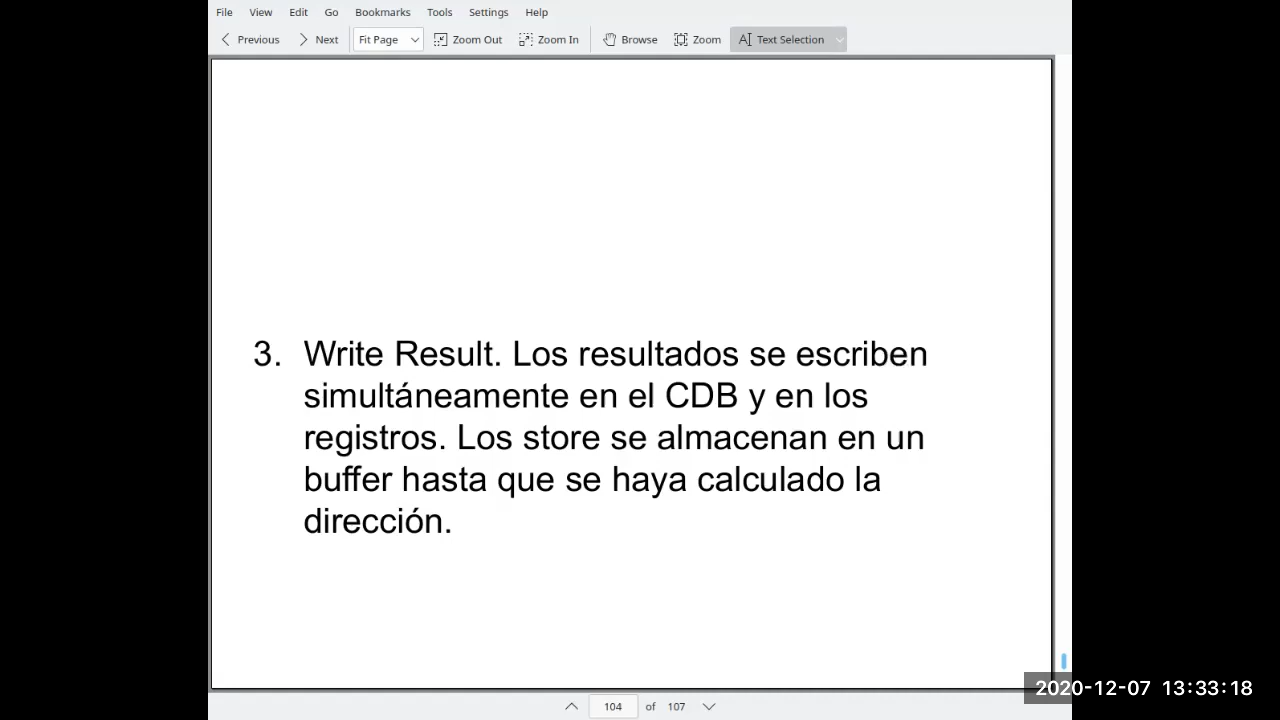 File View Edit Go Bookmarks Tools Settings Help
Previous Next Fit Page Zoom Out Zoom In Browse Zoom Text Selection
3. Write Result. Los resultados se escriben
simultáneamente en el CDB y en los
registros. Los store se almacenan en un
buffer hasta que se haya calculado la
dirección.
2020-12-07 13:33:18
104 of 107